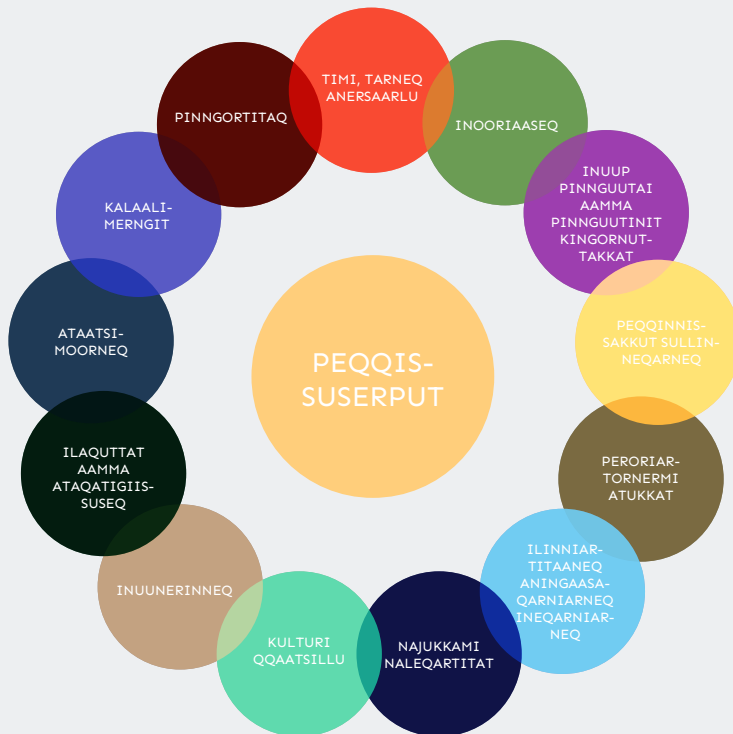 TIMI, TARNEQ
ANERSAARLU
INOORIAASEQ
INUUP
PINNGUUTAI
AAMMA
PINNGUUTINIT
KINGORNUT-
TAKKAT
PEQQINNIS-
SAKKUT SULLIN-
NEQARNEQ
PERORIAR-
TORNERMI
ATUKKAT
ILINNIAR-
TITAANEQ
ANINGAASA-
QARNIARNEQ
INEQARNIAR-
NEQ
NAJUKKAMI
NALEQARTITAT
KULTURI
QQAATSILLU
INUUNERINNEQ
ILAQUTTAT
AAMMA
ATAQATIGIIS-
SUSEQ
ATAATSI-
MOORNEQ
KALAALI-
MERNGIT
PINNGORTITAQ
PEQQIS-
SUSERPUT